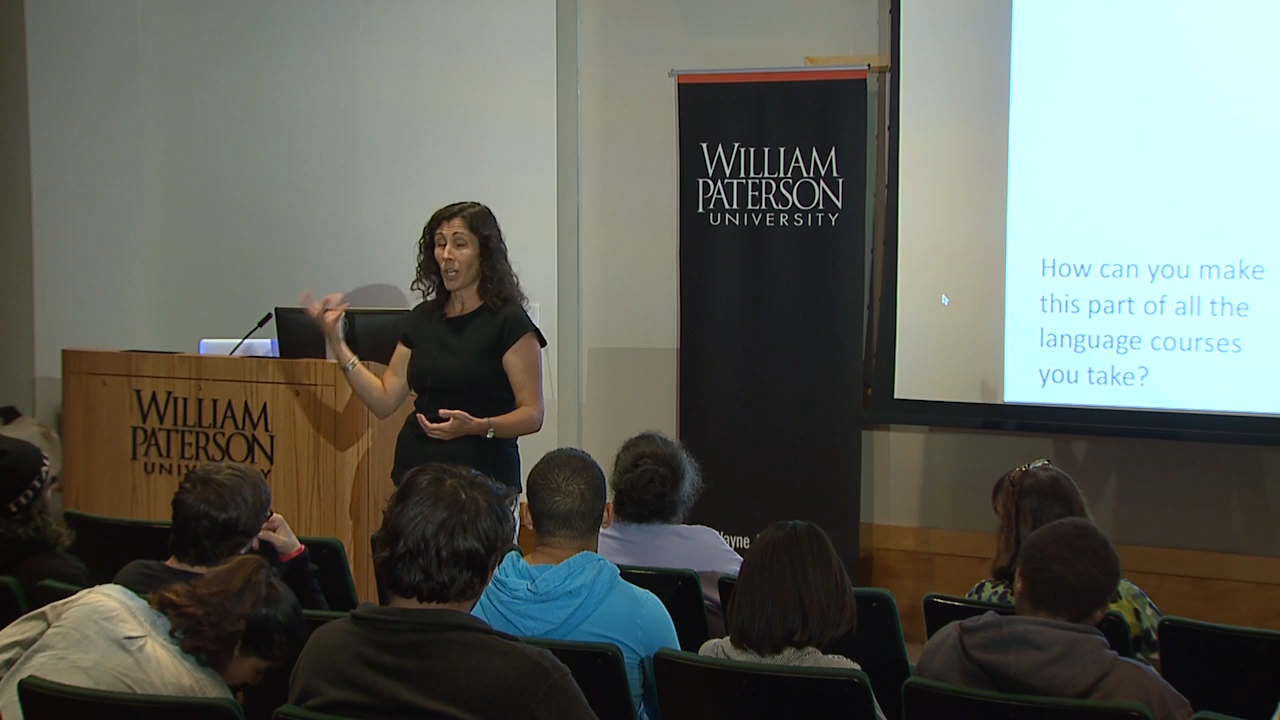 WILLIAM
PATERSON
UNIVERSITY
WILLIAM
PATERSON
UNIVERSITY
How can you make
this part of all the
language courses
you take?